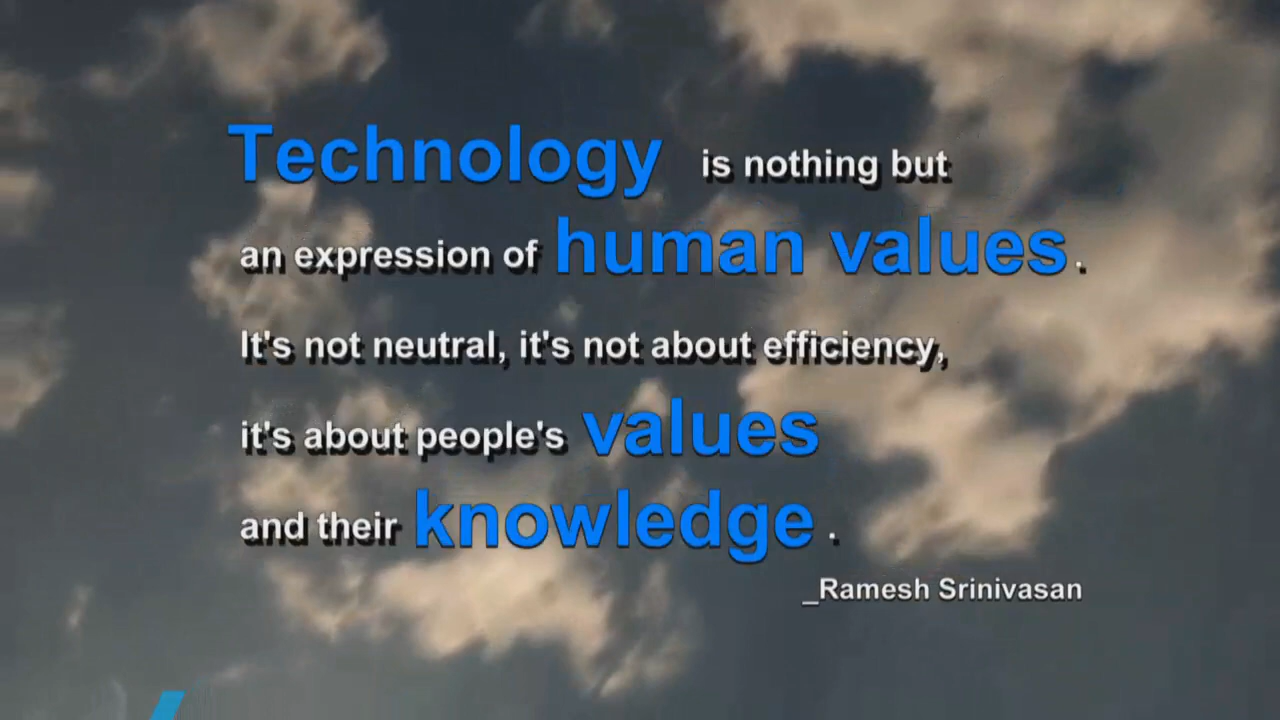 Technology is nothing but
an expression of human values.
It's not neutral, it's not about efficiency,
it's about people's values
and their knowledge.
_Ramesh Srinivasan